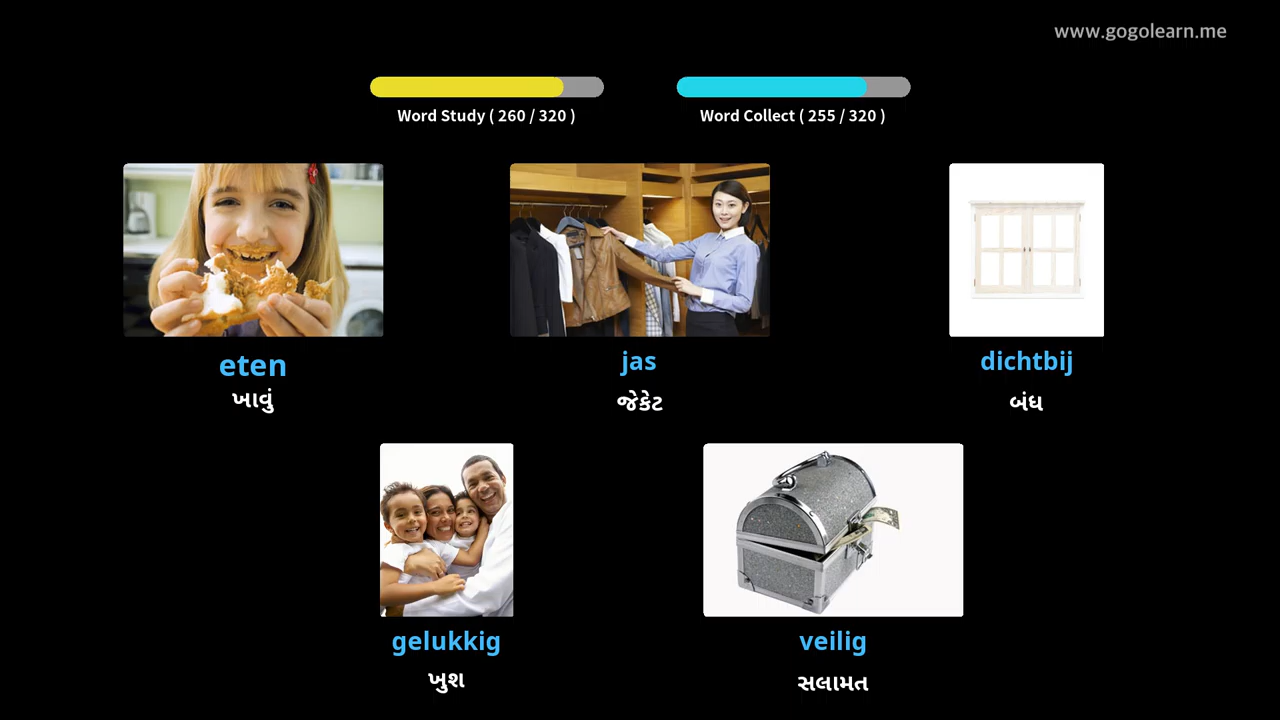 www.gogolearn.me
Word Study ( 260 / 320 )
Word Collect ( 255 / 320 )
eten
ખાવું
jas
જેકેટ
dichtbij
બંધ
gelukkig
ખુશ
veilig
સલામત